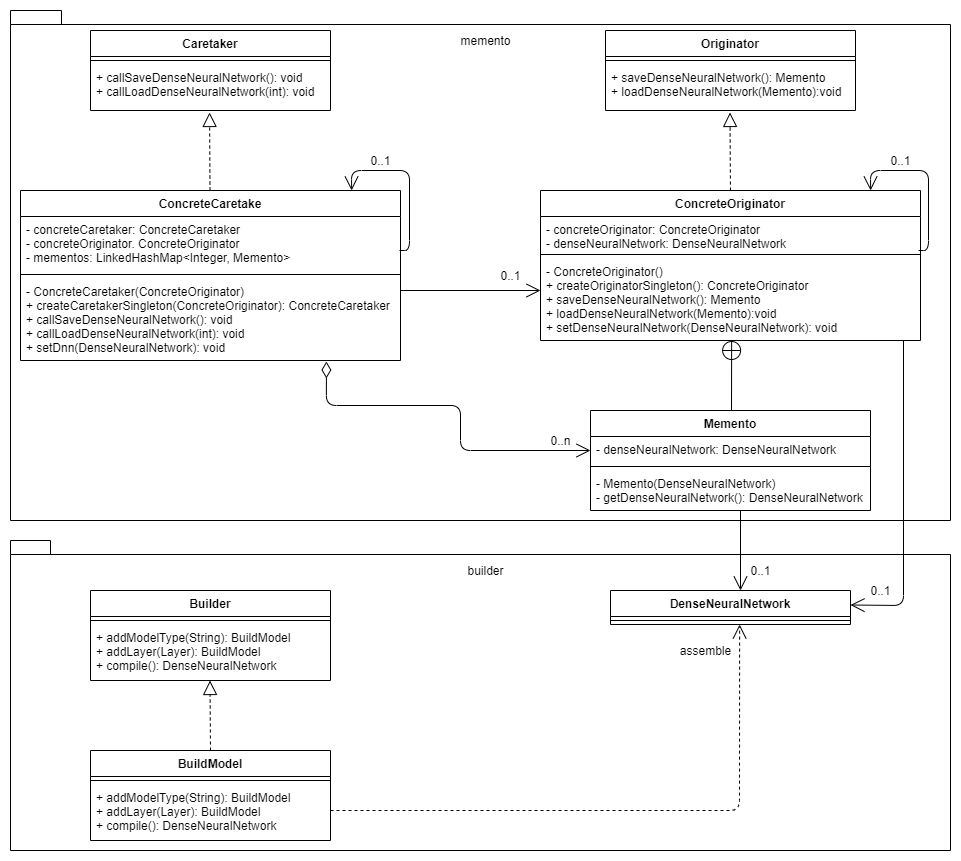 memento
Caretaker
+ callSaveDenseNeuralNetwork(): void
+ callLoadDenseNeuralNetwork(int): void
Originator
+ saveDenseNeuralNetwork(): Memento
+ loadDenseNeuralNetwork(Memento):void
0..1
0..1
ConcreteCaretake
- concreteCaretaker: ConcreteCaretaker
- concreteOriginator. ConcreteOriginator
- mementos: LinkedHashMap<Integer, Memento>
- ConcreteCaretaker(ConcreteOriginator)
+ createCaretakerSingleton(ConcreteOriginator): ConcreteCaretaker
+ callSaveDenseNeuralNetwork(): void
+ callLoadDenseNeuralNetwork(int): void
+ setDnn(DenseNeuralNetwork): void
0..1
ConcreteOriginator
- concreteOriginator: ConcreteOriginator
- denseNeuralNetwork: DenseNeuralNetwork
- ConcreteOriginator()
+ createOriginatorSingleton(): ConcreteOriginator
+ saveDenseNeuralNetwork(): Memento
+ loadDenseNeuralNetwork(Memento):void
+ setDenseNeuralNetwork(DenseNeuralNetwork): void
0..n
Memento
- denseNeuralNetwork: DenseNeuralNetwork
- Memento(DenseNeuralNetwork)
- getDenseNeuralNetwork(): DenseNeuralNetwork
builder
0..1
0..1
Builder
+ addModelType(String): BuildModel
+ addLayer(Layer): BuildModel
+ compile(): DenseNeuralNetwork
DenseNeuralNetwork
assemble
BuildModel
+ addModelType(String): BuildModel
+ addLayer(Layer): BuildModel
+ compile(): DenseNeuralNetwork